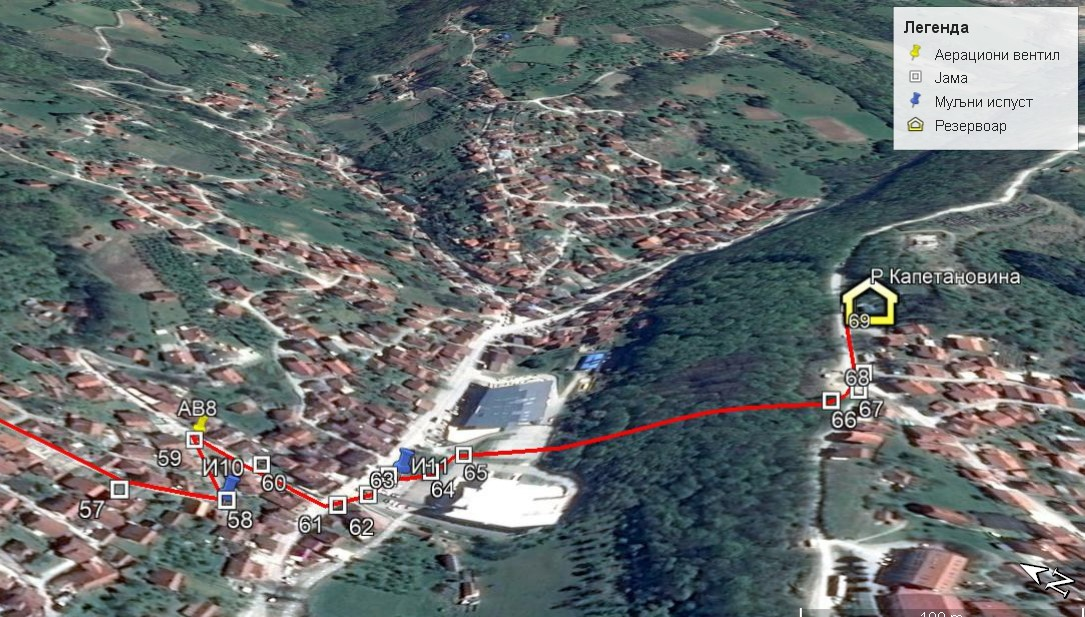 Легенда
Аерациони вентил
Јама
Муљни испуст
Резервоар
Р Капетановина
69
68
67
66
АВ8
59
И10
60
63
И11
65
64
57
58
61
62
N
100 m